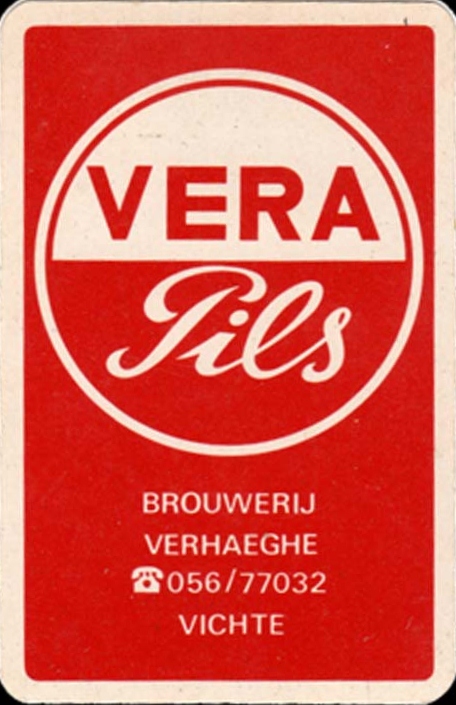 VERA
Pils
BROUWERIJ
VERHAEGHE
☎056/77032
VICHTE